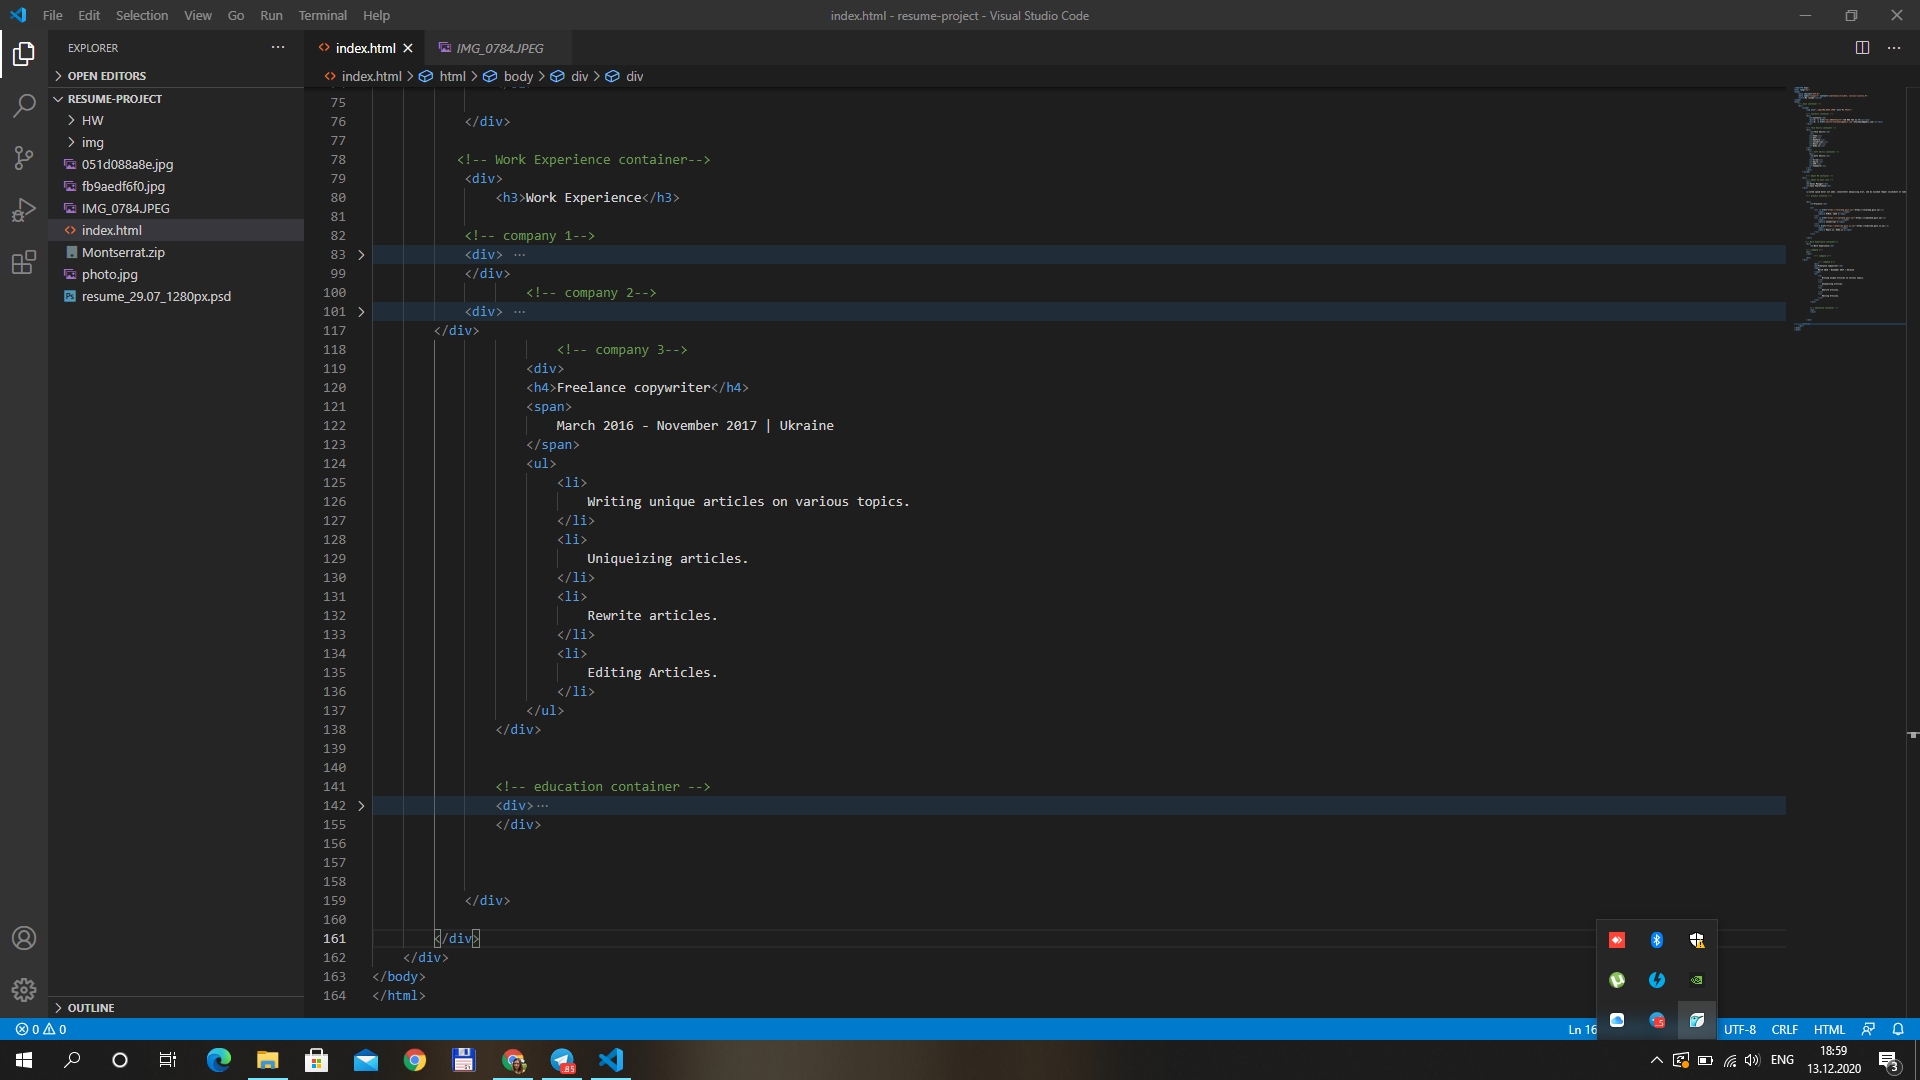 File Edit Selection View Go Run Terminal Help
index.html - resume-project - Visual Studio Code
EXPLORER
OPEN EDITORS
RESUME-PROJECT
HW
img
051d088a8e.jpg
fb9aedf6f0.jpg
IMG_0784.JPEG
index.html
Montserrat.zip
photo.jpg
resume_29.07_1280px.psd
OUTLINE
index.html
IMG_0784.JPEG
index.html > html > body > div > div
75
76 </div>
77
78 <!-- Work Experience container-->
79 <div>
80 <h3>Work Experience</h3>
81
82 <!-- company 1-->
83 <div> ...
99 </div>
100 <!-- company 2-->
101 <div> ...
117 </div>
118 <!-- company 3-->
119 <div>
120 <h4>Freelance copywriter</h4>
121 <span>
122 March 2016 - November 2017 | Ukraine
123 </span>
124 <ul>
125 <li>
126 Writing unique articles on various topics.
127 </li>
128 <li>
129 Uniqueizing articles.
130 </li>
131 <li>
132 Rewrite articles.
133 </li>
134 <li>
135 Editing Articles.
136 </li>
137 </ul>
138 </div>
139
140
141 <!-- education container -->
142 <div>...
155 </div>
156
157
158
159 </div>
160
161 </div>
162 </div>
163 </body>
164 </html>
0 0
Ln 16
UTF-8 CRLF HTML
ENG
18:59
13.12.2020
3